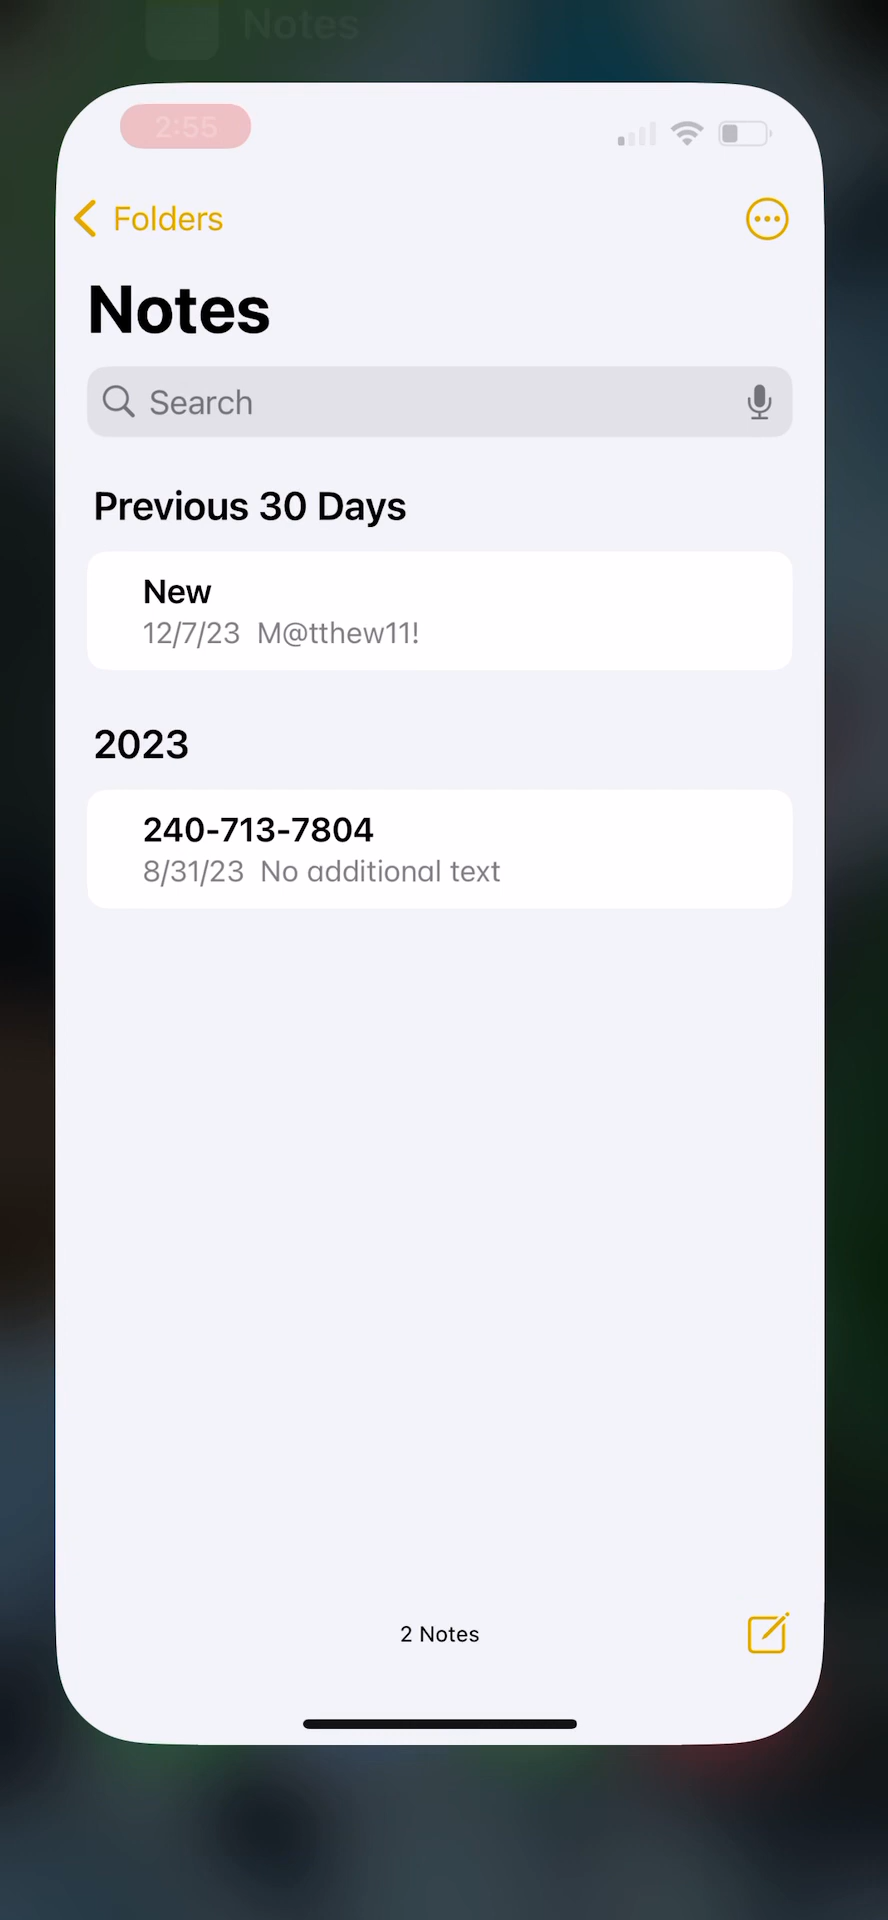 Notes
2:55
Folders
Notes
Search
Previous 30 Days
New
12/7/23 M@tthew11!
2023
240-713-7804
8/31/23 No additional text
2 Notes